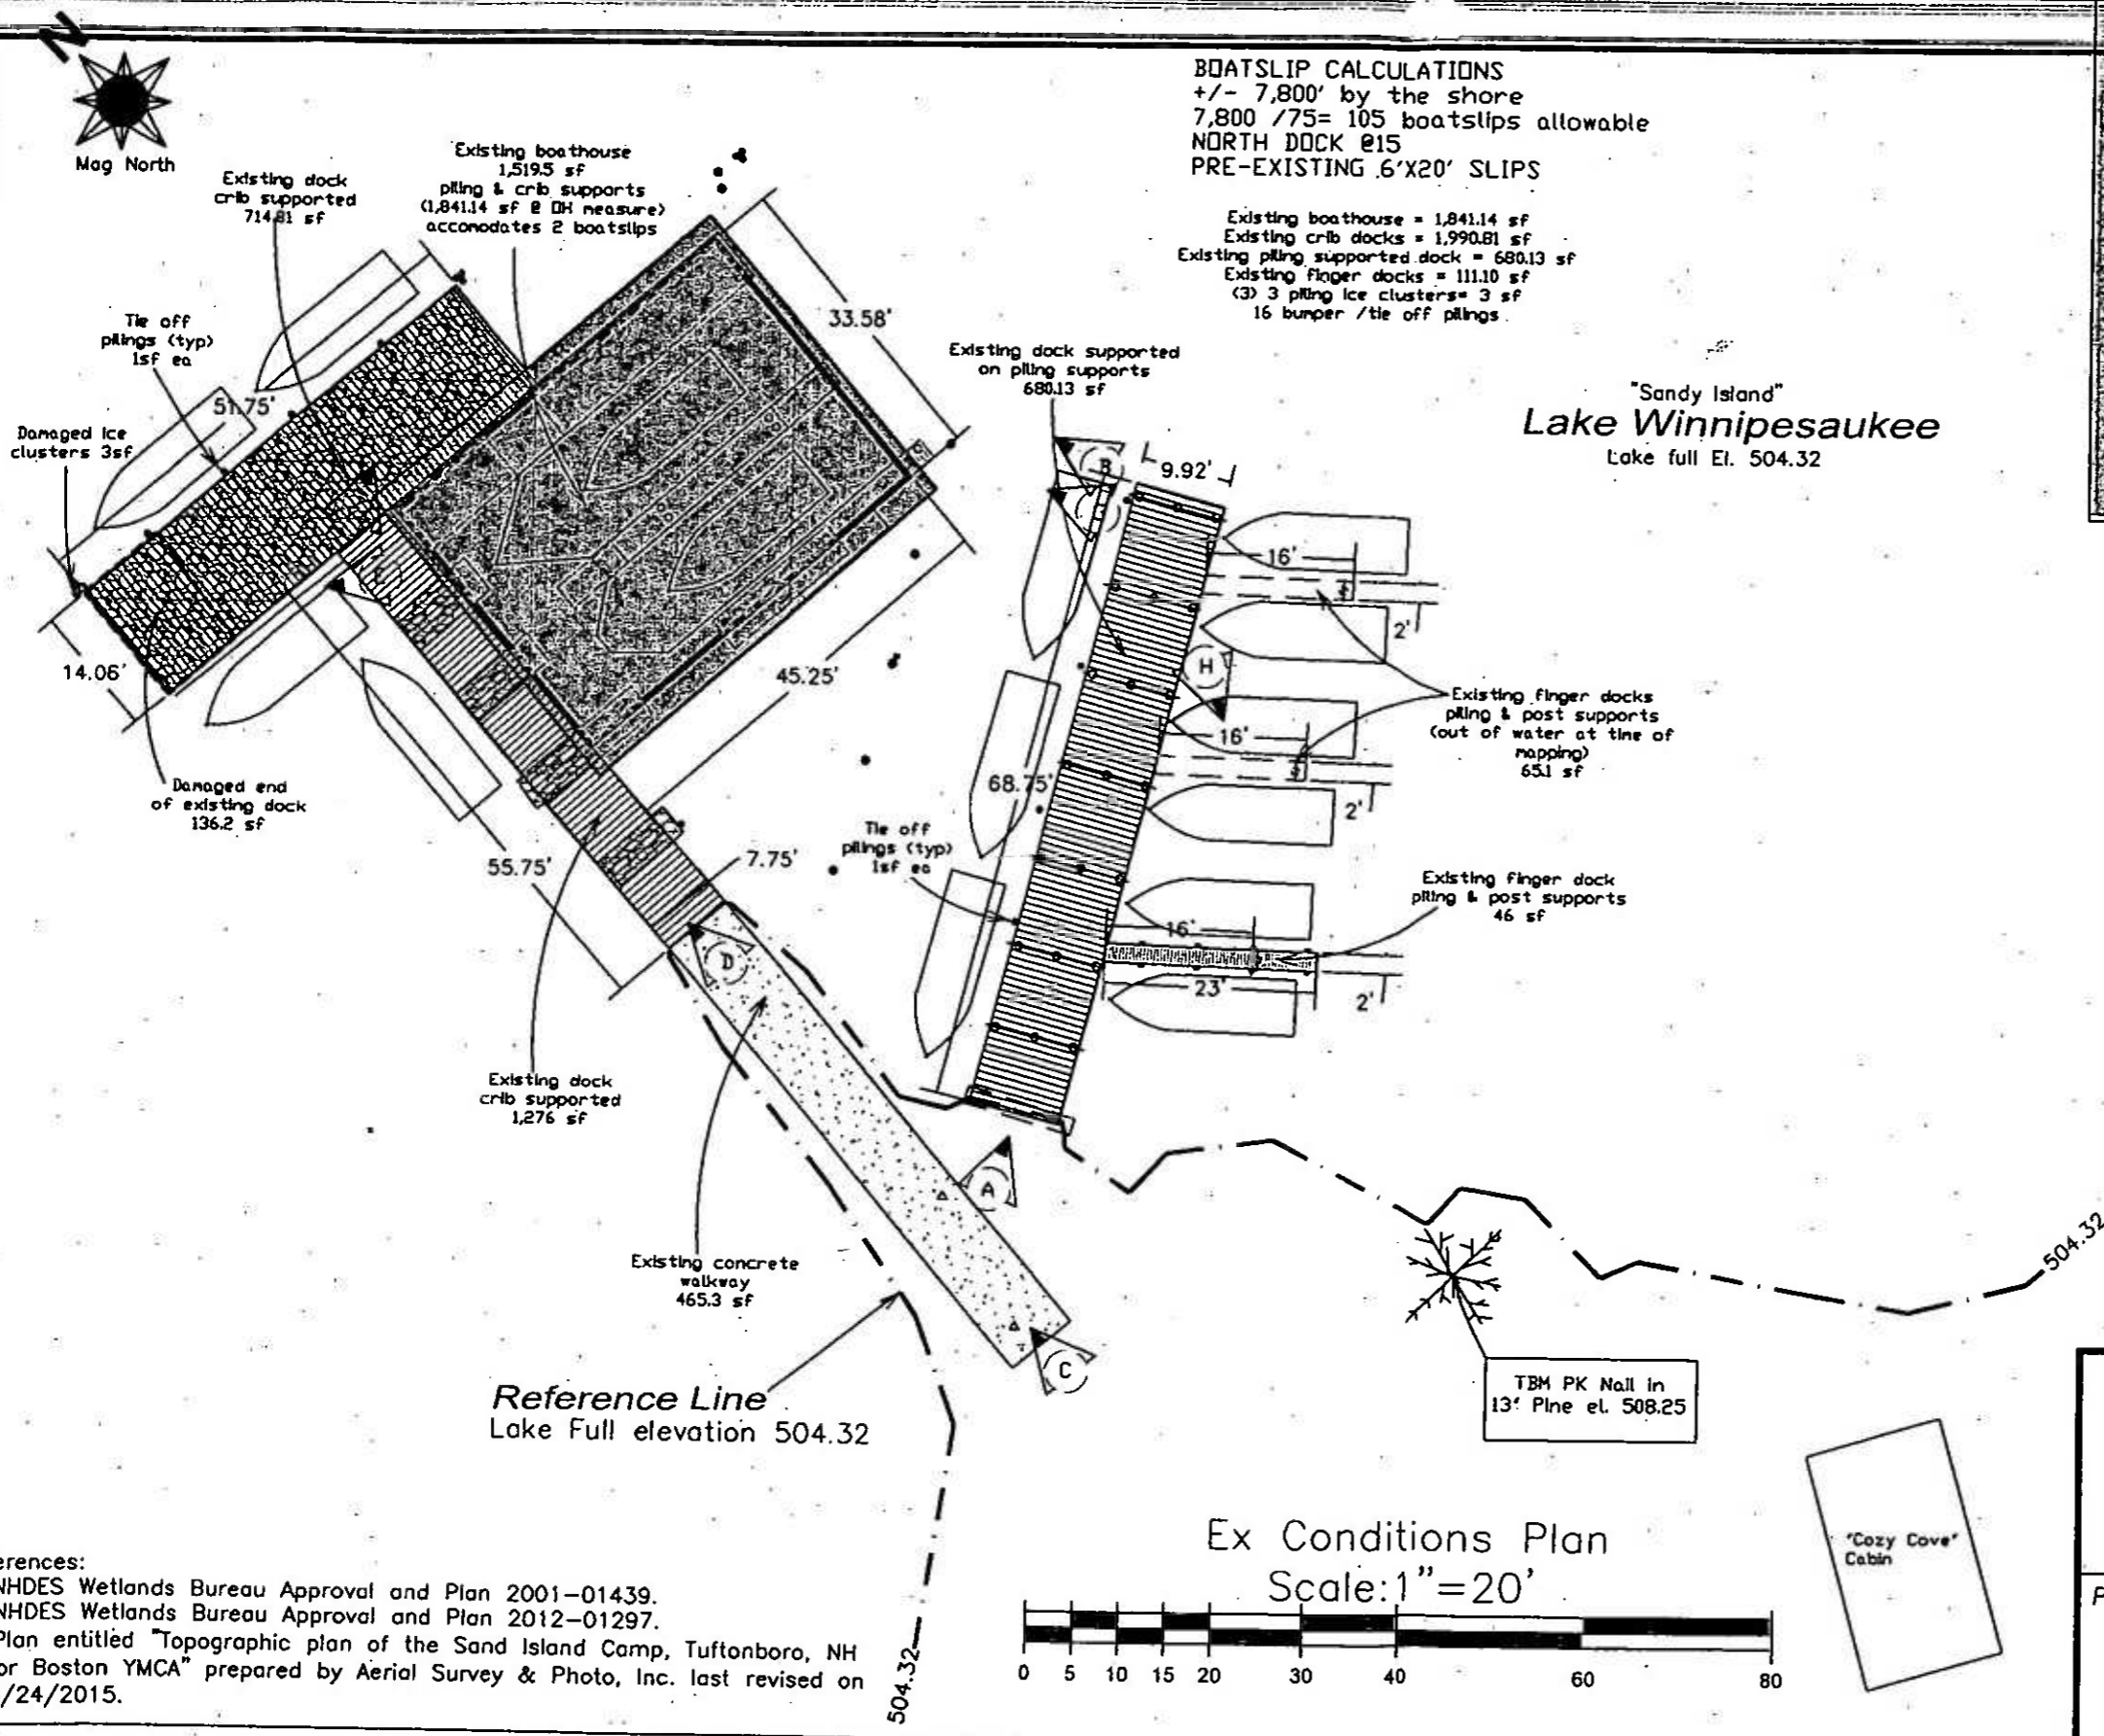 N
Mag North
BOATSLIP CALCULATIONS
+/- 7,800' by the shore
7,800 /75= 105 boatslips allowable
NORTH DOCK @15
PRE-EXISTING .6'X20' SLIPS
Existing boathouse = 1,841.14 sf
Existing crib docks = 1,990.81 sf
Existing piling supported dock = 680.13 sf
Existing finger docks = 111.10 sf
(3) 3 piling ice clusters= 3 sf
16 bumper /tie off pilings
Existing boathouse
1,519.5 sf
piling & crib supports
(1,841.14 sf @ OH measure)
accomodates 2 boatslips
Existing dock
crib supported
714.81 sf
Tie off
pilings (typ)
1sf ea
Damaged ice
clusters 3sf
51.75'
33.58'
14.06'
45.25'
Damaged end
of existing dock
136.2 sf
55.75'
7.75'
Existing dock supported
on piling supports
680.13 sf
B
9.92'
"Sandy Island"
Lake Winnipesaukee
Lake full El. 504.32
16'
2'
H
16'
2'
Existing finger docks
piling & post supports
(out of water at time of
mapping)
65.1 sf
68.75'
Tie off
pilings (typ)
1sf ea
Existing finger dock
piling & post supports
46 sf
16'
23'
2'
D
Existing dock
crib supported
1,276 sf
A
Existing concrete
walkway
465.3 sf
C
Reference Line
Lake Full elevation 504.32
504.32
TBM PK Nail in
13" Pine el. 508.25
"Cozy Cove"
Cabin
Ex Conditions Plan
Scale:1"=20'
0 5 10 15 20 30 40 60 80
504.32
erences:
NHDES Wetlands Bureau Approval and Plan 2001-01439.
NHDES Wetlands Bureau Approval and Plan 2012-01297.
Plan entitled "Topographic plan of the Sand Island Camp, Tuftonboro, NH
or Boston YMCA" prepared by Aerial Survey & Photo, Inc. last revised on
/24/2015.
P